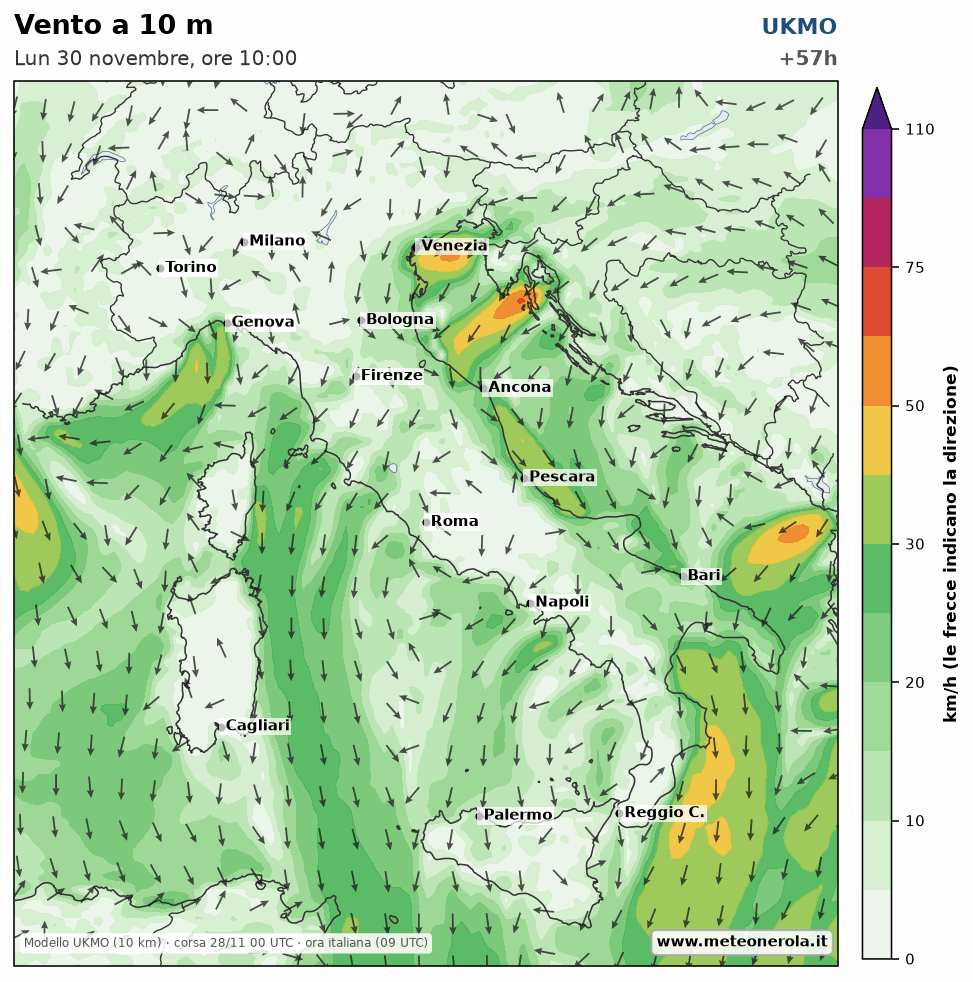 Vento a 10 m
UKMO
Lun 30 novembre, ore 10:00
+57h
110
75
50
30
20
10
0
km/h (le frecce indicano la direzione)
Venezia
Milano
Torino
Genova
Bologna
Firenze
Ancona
Pescara
Roma
Bari
Napoli
Cagliari
Palermo
Reggio C.
Modello UKMO (10 km) · corsa 28/11 00 UTC · ora italiana (09 UTC)
www.meteonerola.it